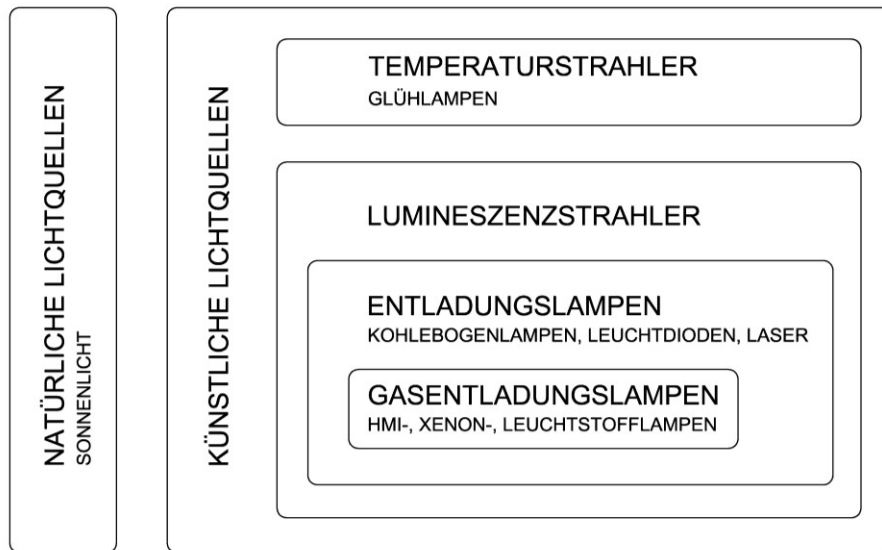 NATÜRLICHE LICHTQUELLEN
SONNENLICHT
KÜNSTLICHE LICHTQUELLEN
TEMPERATURSTRAHLER
GLÜHLAMPEN
LUMINESZENZSTRAHLER
ENTLADUNGSLAMPEN
KOHLEBOGENLAMPEN, LEUCHTDIODEN, LASER
GASENTLADUNGSLAMPEN
HMI-, XENON-, LEUCHTSTOFFLAMPEN